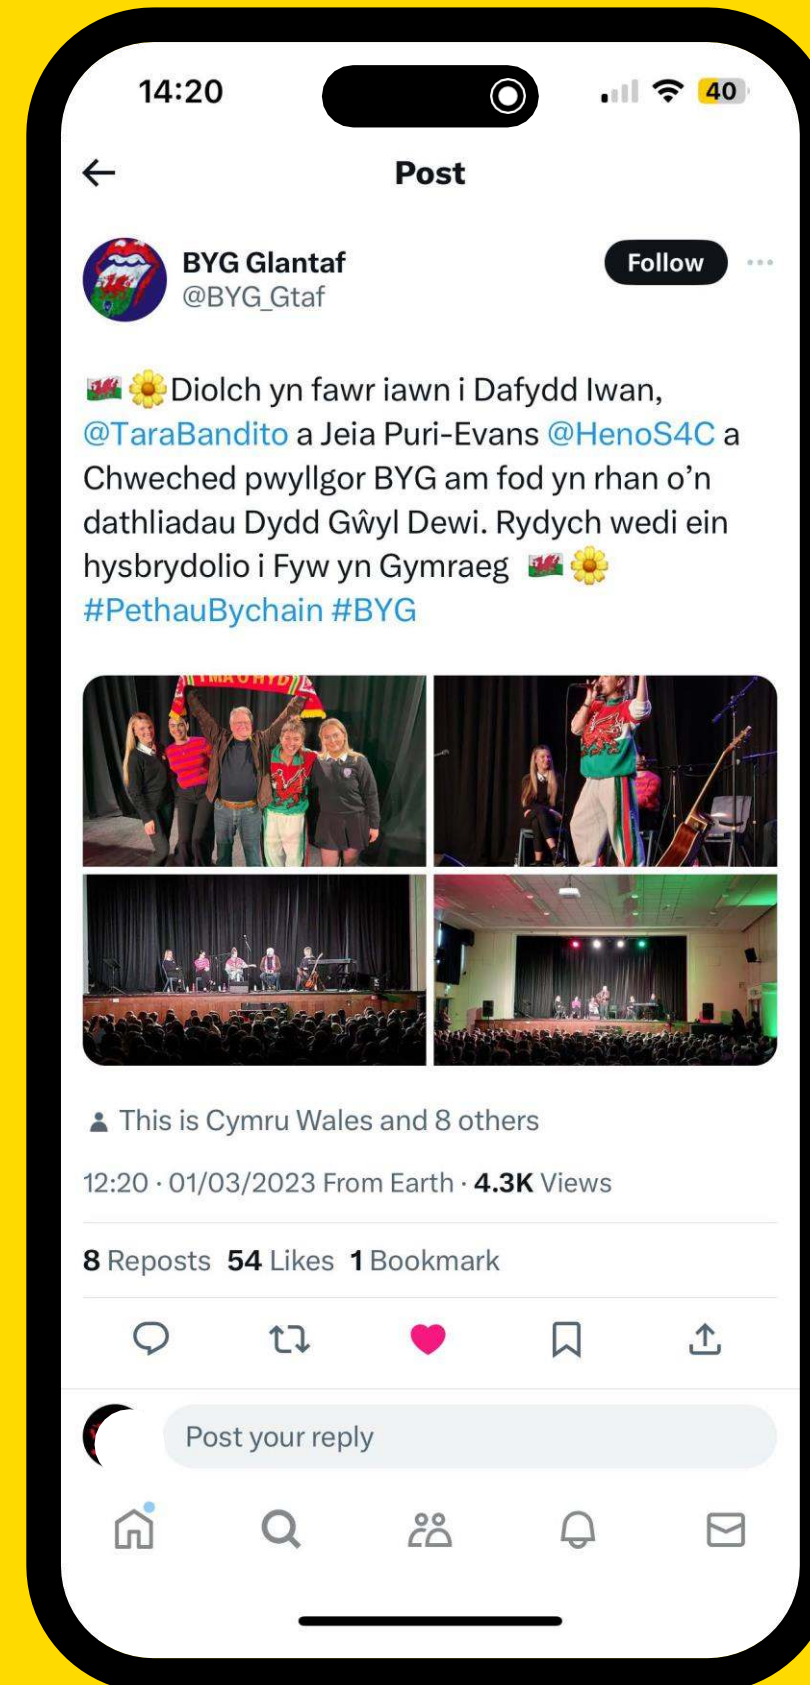 14:20
40
Post
BYG Glantaf
@BYG_Gtaf
Follow
Diolch yn fawr iawn i Dafydd Iwan,
@TaraBandito a Jeia Puri-Evans @HenoS4C a
Chweched pwyllgor BYG am fod yn rhan o'n
dathliadau Dydd Gŵyl Dewi. Rydych wedi ein
hysbrydolio i Fyw yn Gymraeg
#PethauBychain #BYG
YMA O HYD
This is Cymru Wales and 8 others
12:20 · 01/03/2023 From Earth · 4.3K Views
8 Reposts 54 Likes 1 Bookmark
Post your reply